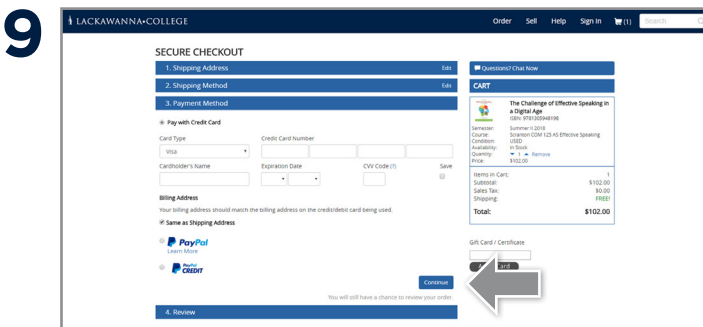 9
LACKAWANNA•COLLEGE
Order Sell Help Sign In (1) Search
SECURE CHECKOUT
1. Shipping Address Edit
2. Shipping Method Edit
3. Payment Method
Pay with Credit Card
Card Type Credit Card Number
Visa
Cardholder's Name Expiration Date CVV Code (?) Save
Billing Address
Your billing address should match the billing address on the credit/debit card being used.
Same as Shipping Address
PayPal
Learn More
PayPal
CREDIT
Continue
You will still have a chance to review your order.
4. Review
Questions? Chat Now
CART
The Challenge of Effective Speaking in
a Digital Age
ISBN: 9781305948198
Semester: Summer II 2018
Course: Scranton COM 125 AS Effective Speaking
Condition: USED
Availability: In Stock
Quantity: 1 Remove
Price: $102.00
Items in Cart: 1
Subtotal: $102.00
Sales Tax: $0.00
Shipping: FREE!
Total: $102.00
Gift Card / Certificate